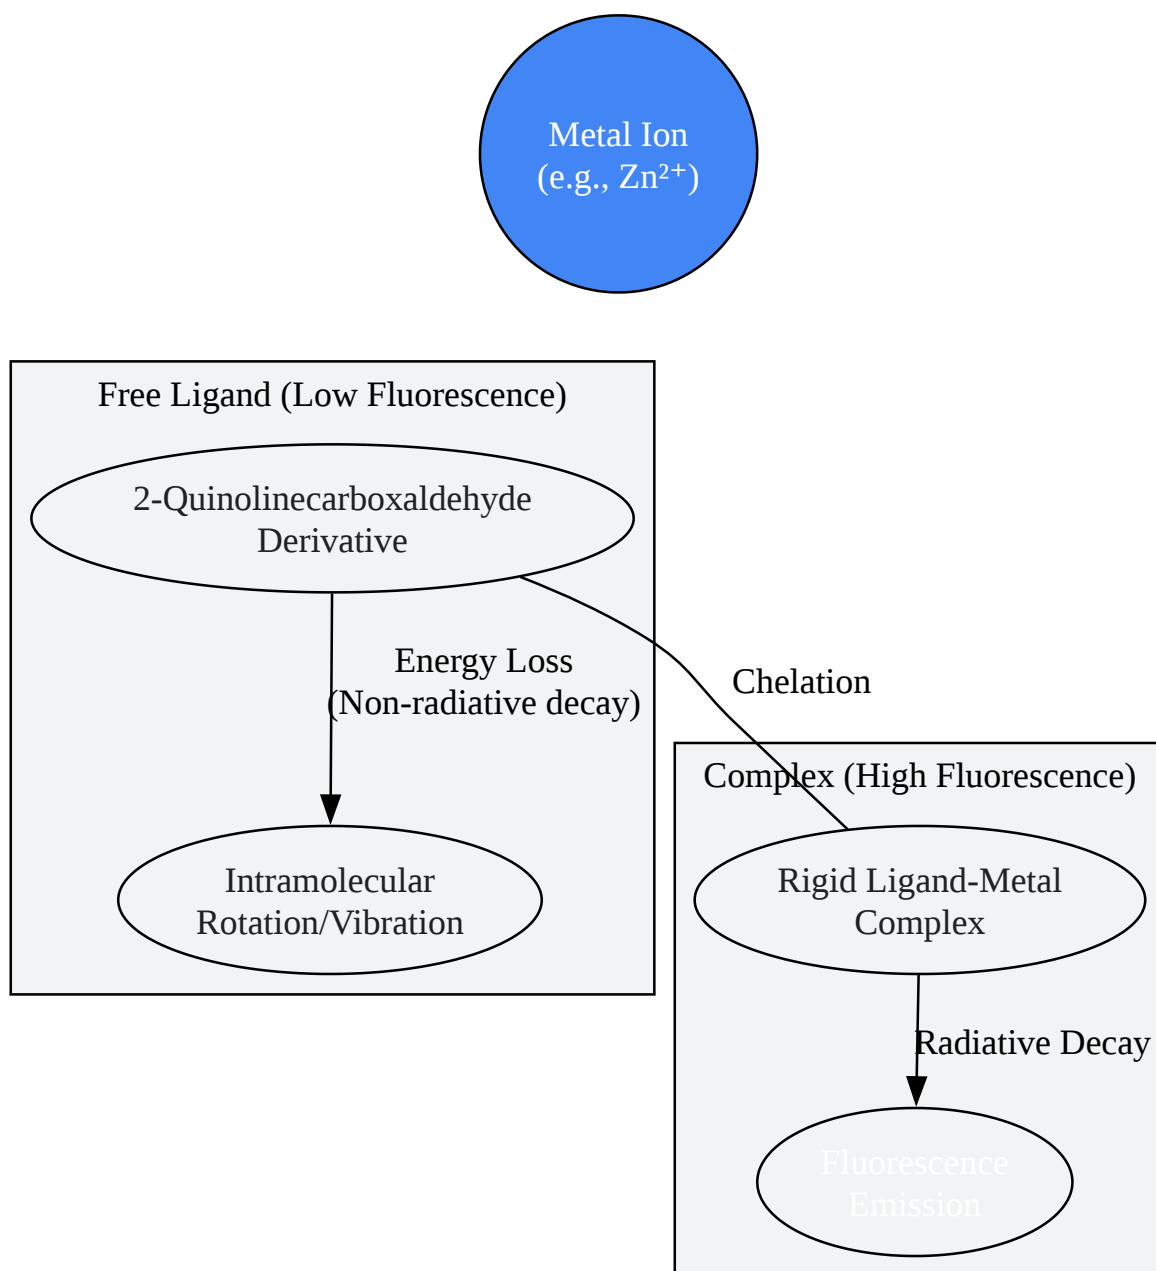 Metal Ion
(e.g., Zn²⁺)
Free Ligand (Low Fluorescence)
2-Quinolinecarboxaldehyde
Derivative
Energy Loss
(Non-radiative decay)
Chelation
Complex (High Fluorescence)
Intramolecular
Rotation/Vibration
Rigid Ligand-Metal
Complex
Radiative Decay
Fluorescence
Emission